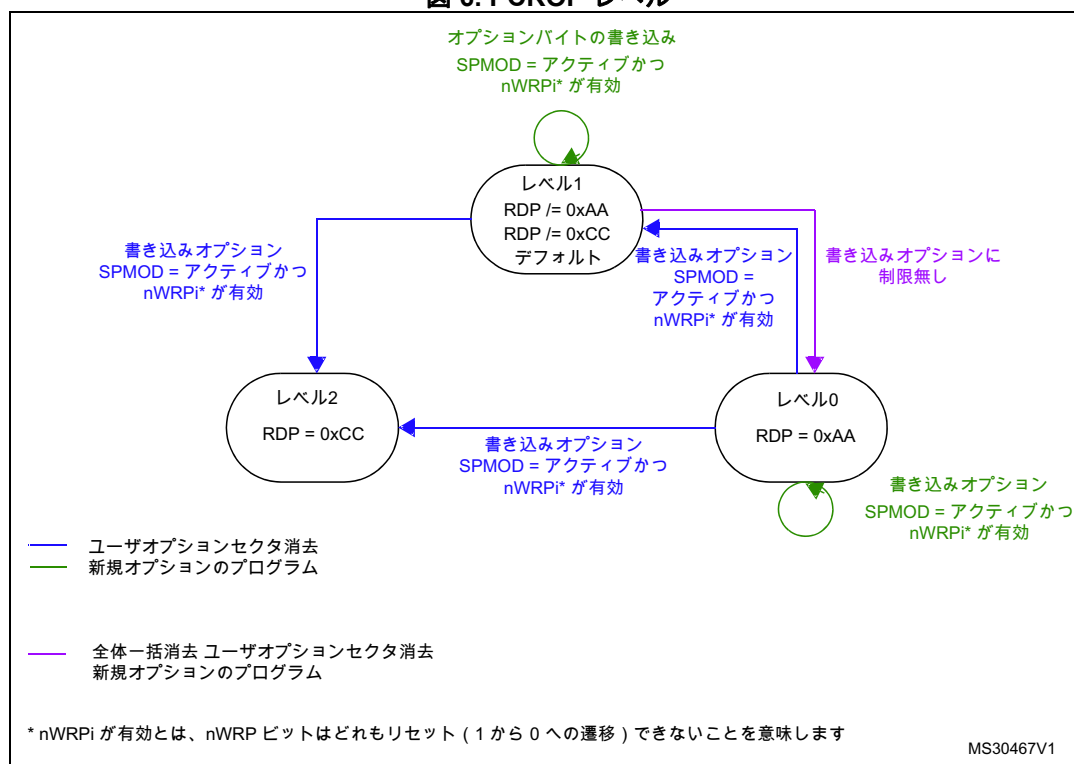 図 6. PCROP レベル
オプションバイトの書き込み
SPMOD = アクティブかつ
nWRPi* が有効
レベル1
RDP /= 0xAA
RDP /= 0xCC
デフォルト
書き込みオプション
SPMOD = アクティブかつ
nWRPi* が有効
書き込みオプション
SPMOD =
アクティブかつ
nWRPi* が有効
書き込みオプションに
制限無し
レベル2
RDP = 0xCC
レベル0
RDP = 0xAA
書き込みオプション
SPMOD = アクティブかつ
nWRPi* が有効
書き込みオプション
SPMOD = アクティブかつ
nWRPi* が有効
ユーザオプションセクタ消去
新規オプションのプログラム
全体一括消去 ユーザオプションセクタ消去
新規オプションのプログラム
* nWRPi が有効とは、nWRP ビットはどれもリセット ( 1 から 0 への遷移 ) できないことを意味します
MS30467V1